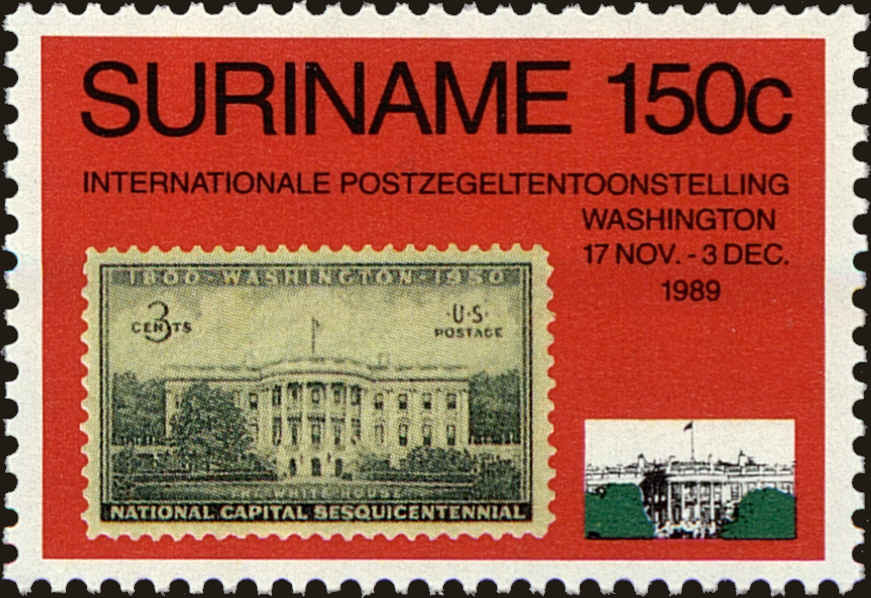 SURINAME 150c
INTERNATIONALE POSTZEGELTENTOONSTELLING
WASHINGTON
17 NOV. - 3 DEC.
1989
1800 - WASHINGTON - 1950
3 CENTS
·U·S·
POSTAGE
THE WHITE HOUSE
NATIONAL CAPITAL SESQUICENTENNIAL